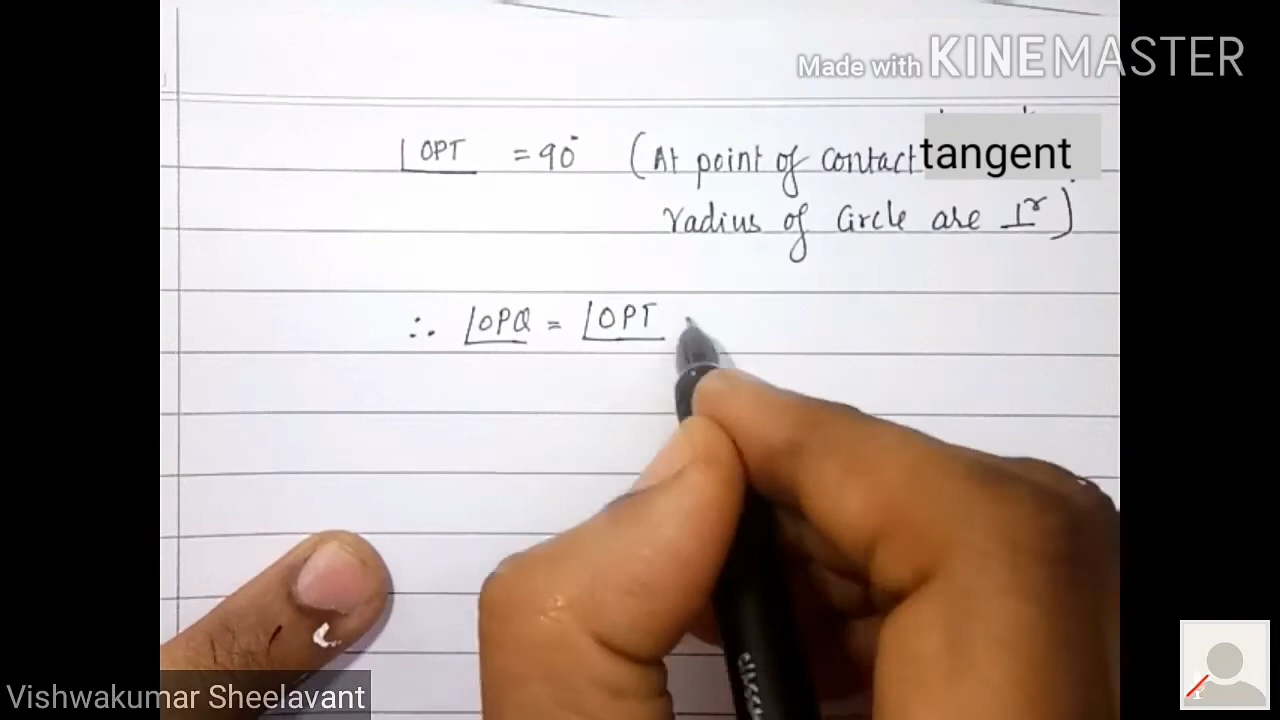 Made with KINEMASTER
∠OPT = 90° (At point of contact tangent
radius of Circle are ⊥r)
∴ ∠OPQ = ∠OPT
Vishwakumar Sheelavant